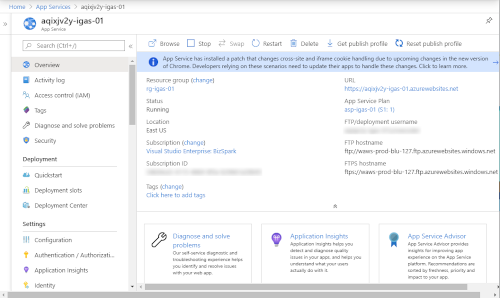 Home > App Services > aqixjv2y-igas-01
aqixjv2y-igas-01
App Service
Search (Ctrl+/)
Overview
Activity log
Access control (IAM)
Tags
Diagnose and solve problems
Security
Deployment
Quickstart
Deployment slots
Deployment Center
Settings
Configuration
Authentication / Authorizati...
Application Insights
Identity
Browse Stop Swap Restart Delete Get publish profile Reset publish profile
App Service has installed a patch that changes cross-site and iframe cookie handling due to upcoming changes in the new version
of Chrome. Developers relying on these scenarios need to update their apps to handle these changes. Click to learn more.
Resource group (change)
rg-igas-01
Status
Running
Location
East US
Subscription (change)
Visual Studio Enterprise BizSpark
Subscription ID
Tags (change)
Click here to add tags
URL
https://aqixjv2y-igas-01.azurewebsites.net
App Service Plan
asp-igas-01 (S1: 1)
FTP/deployment username
FTP hostname
ftp://waws-prod-blu-127.ftp.azurewebsites.windows.net
FTPS hostname
ftps://waws-prod-blu-127.ftp.azurewebsites.windows.net
Diagnose and solve
problems
Our self-service diagnostic and
troubleshooting experience helps
you identify and resolve issues
with your web app.
Application Insights
Application Insights helps you
detect and diagnose quality
issues in your apps, and helps
you understand what your users
actually do with it.
App Service Advisor
App Service Advisor provides
insights for improving app
experience on the App Service
platform. Recommendations are
sorted by freshness, priority and
impact to your app.